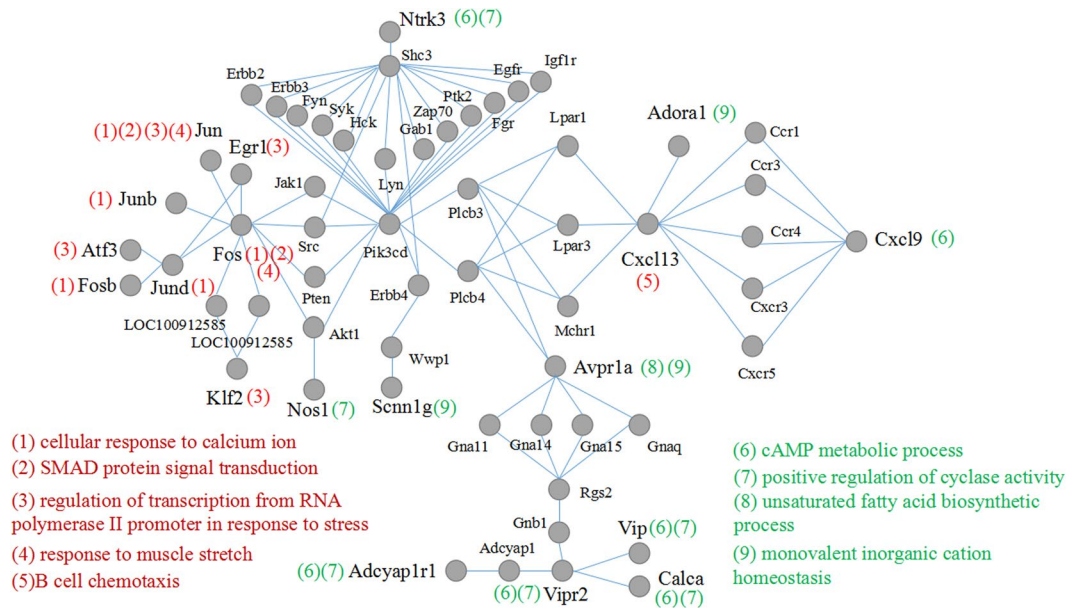 Ntrk3 (6)(7)
Shc3
Erbb2
Erbb3
Fyn
Syk
Hck
Lyn
Gab1
Zap70
Ptk2
Fgr
Egfr
Igf1r
(1)(2)(3)(4) Jun
Egr1(3)
(1) Junb
(3) Atf3
(1) Fosb
Jund(1)
Fos (1)(2)
(4)
Jak1
Src
Pten
Akt1
Pik3cd
LOC100912585
LOC100912585
Klf2(3)
Nos1(7)
Erbb4
Wwp1
Scnn1g(9)
Plcb3
Plcb4
Lpar1
Lpar3
Mchr1
Adora1(9)
Cxcl13
(5)
Ccr1
Ccr3
Ccr4
Cxcr3
Cxcr5
Cxcl9 (6)
Avpr1a (8)(9)
Gna11
Gna14
Gna15
Gnaq
Rgs2
Gnb1
Adcyap1
(6)(7)
(6)(7) Adcyap1r1
Vipr2
Vip(6)(7)
Calca
(6)(7)
(1) cellular response to calcium ion
(2) SMAD protein signal transduction
(3) regulation of transcription from RNA
polymerase II promoter in response to stress
(4) response to muscle stretch
(5)B cell chemotaxis
(6) cAMP metabolic process
(7) positive regulation of cyclase activity
(8) unsaturated fatty acid biosynthetic
process
(9) monovalent inorganic cation
homeostasis